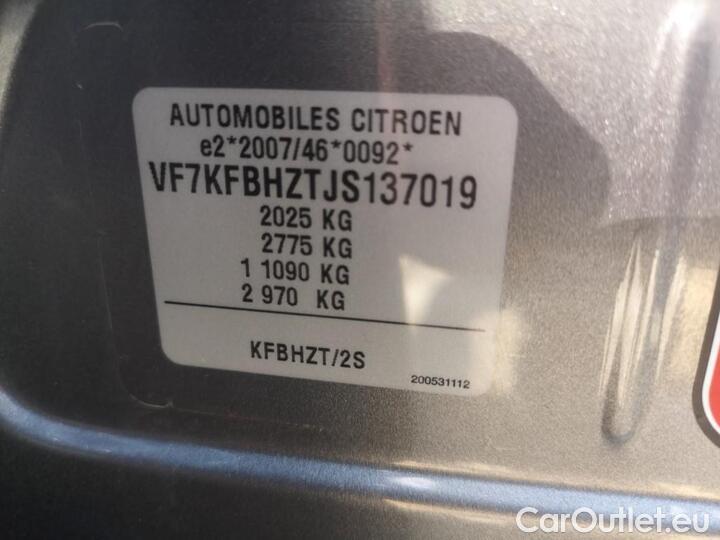 AUTOMOBILES CITROEN
e2*2007/46*0092*
VF7KFBHZTJS137019
2025 KG
2775 KG
1 1090 KG
2 970 KG
KFBHZT/2S
200531112
CarOutlet.eu